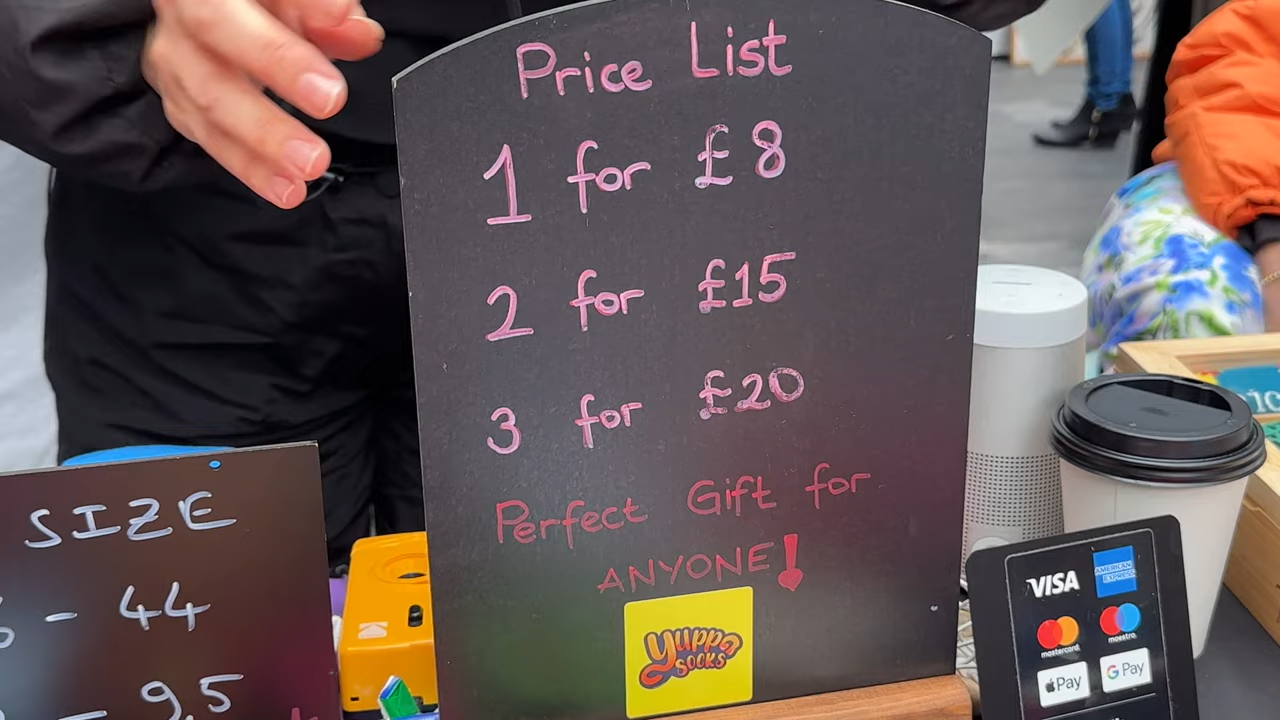 Price List
1 for £8
2 for £15
3 for £20
Perfect Gift for
ANYONE!
Yuppa
SOCKS
SIZE
- 44
- 9.5
VISA
AMERICAN
EXPRESS
mastercard
maestro
Pay
G Pay